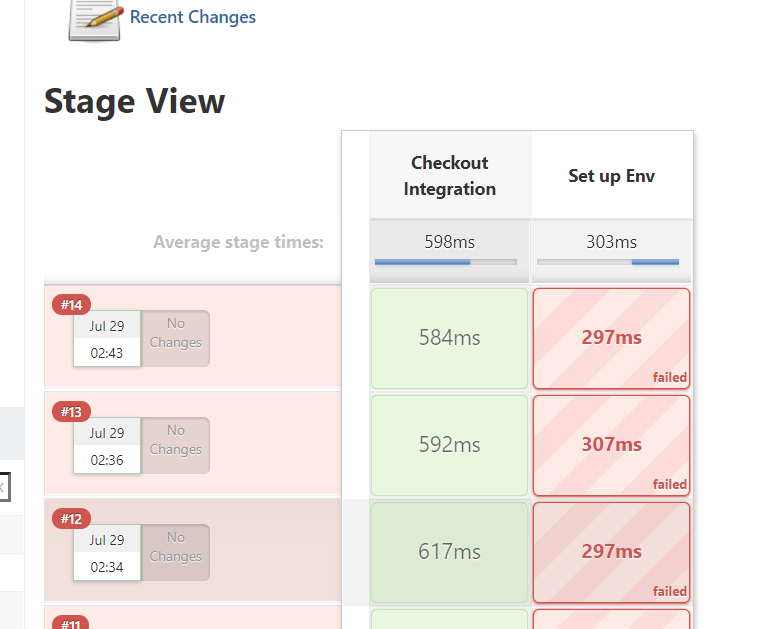 Recent Changes
Stage View
Checkout
Integration
Set up Env
Average stage times:
598ms
303ms
#14
Jul 29
02:43
No
Changes
584ms
297ms
failed
#13
Jul 29
02:36
No
Changes
592ms
307ms
failed
#12
Jul 29
02:34
No
Changes
617ms
297ms
failed
#11